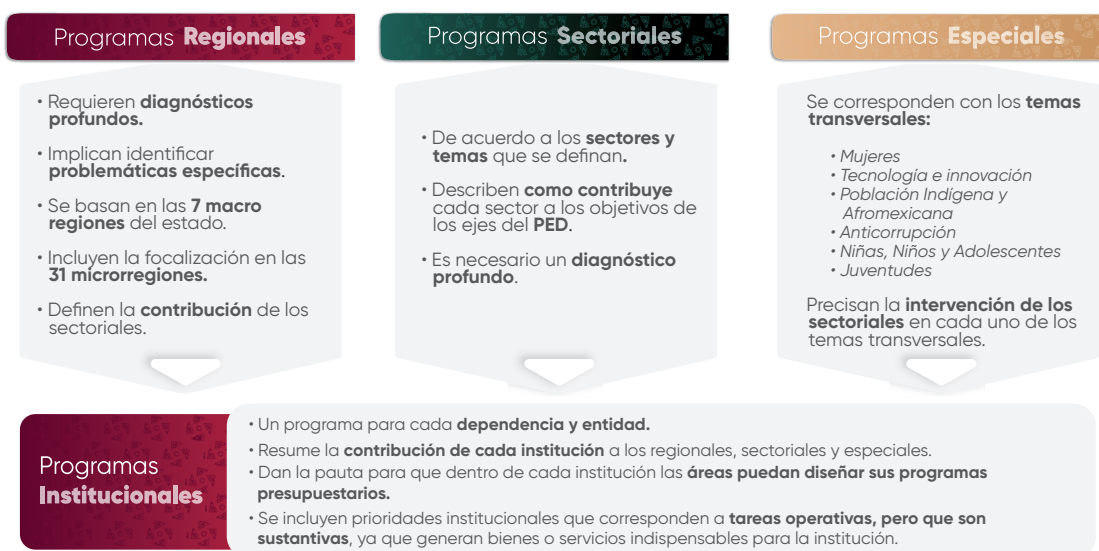 Programas Regionales
• Requieren diagnósticos
profundos.
• Implican identificar
problemáticas específicas.
• Se basan en las 7 macro
regiones del estado.
• Incluyen la focalización en las
31 microrregiones.
• Definen la contribución de los
sectoriales.
Programas Sectoriales
• De acuerdo a los sectores y
temas que se definan.
• Describen como contribuye
cada sector a los objetivos de
los ejes del PED.
• Es necesario un diagnóstico
profundo.
Programas Especiales
Se corresponden con los temas
transversales:
• Mujeres
• Tecnología e innovación
• Población Indígena y
Afromexicana
• Anticorrupción
• Niñas, Niños y Adolescentes
• Juventudes
Precisan la intervención de los
sectoriales en cada uno de los
temas transversales.
Programas
Institucionales
• Un programa para cada dependencia y entidad.
• Resume la contribución de cada institución a los regionales, sectoriales y especiales.
• Dan la pauta para que dentro de cada institución las áreas puedan diseñar sus programas
presupuestarios.
• Se incluyen prioridades institucionales que corresponden a tareas operativas, pero que son
sustantivas, ya que generan bienes o servicios indispensables para la institución.